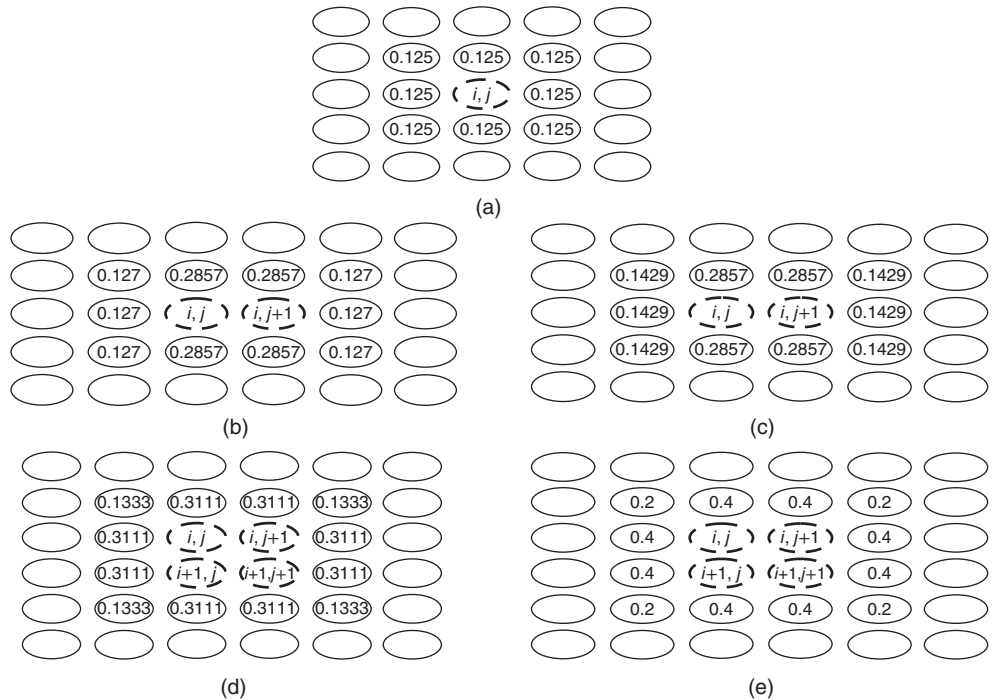 0.125 0.125 0.125
0.125 i, j 0.125
0.125 0.125 0.125
(a)
0.127 0.2857 0.2857 0.127
0.127 i, j i, j+1 0.127
0.127 0.2857 0.2857 0.127
(b)
0.1429 0.2857 0.2857 0.1429
0.1429 i, j i, j+1 0.1429
0.1429 0.2857 0.2857 0.1429
(c)
0.1333 0.3111 0.3111 0.1333
0.3111 i, j i, j+1 0.3111
0.3111 i+1, j i+1,j+1 0.3111
0.1333 0.3111 0.3111 0.1333
(d)
0.2 0.4 0.4 0.2
0.4 i, j i, j+1 0.4
0.4 i+1, j i+1,j+1 0.4
0.2 0.4 0.4 0.2
(e)